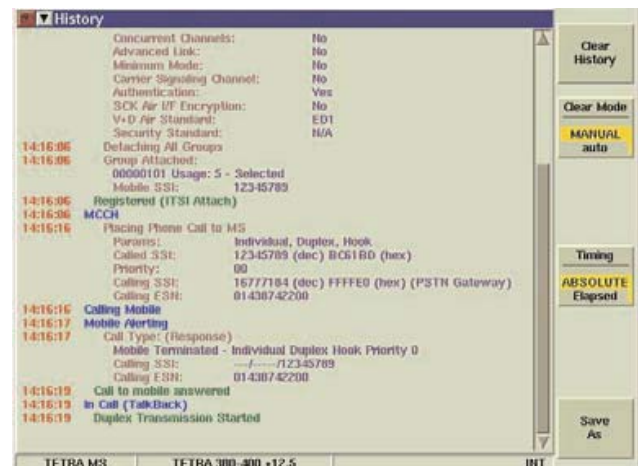 History
Concurrent Channels: No
Advanced Link: No
Minimum Mode: No
Carrier Signaling Channel: No
Authentication: Yes
SCK Air I/F Encryption: No
V+D Air Standard: ED1
Security Standard: N/A
14:16:06 Detaching All Groups
14:16:06 Group Attached:
00000101 Usage: 5 - Selected
Mobile SSI: 12345789
14:16:06 Registered (ITSI Attach)
14:16:06 MCCH
14:16:16 Placing Phone Call to MS
Params: Individual, Duplex, Hook
Called SSI: 12345789 (dec) BC61BD (hex)
Priority: 00
Calling SSI: 16777184 (dec) FFFFE0 (hex) (PSTN Gateway)
Calling ESN: 01438742200
14:16:16 Calling Mobile
14:16:17 Mobile Alerting
14:16:17 Call Type: (Response)
Mobile Terminated - Individual Duplex Hook Priority 0
Calling SSI: ---/-----/12345789
Calling ESN: 01438742200
14:16:19 Call to mobile answered
14:16:19 In Call (TalkBack)
14:16:19 Duplex Transmission Started
Clear
History
Clear Mode
MANUAL
auto
Timing
ABSOLUTE
Elapsed
Save
As
TETRA MS TETRA 380-400 +12.5 INT